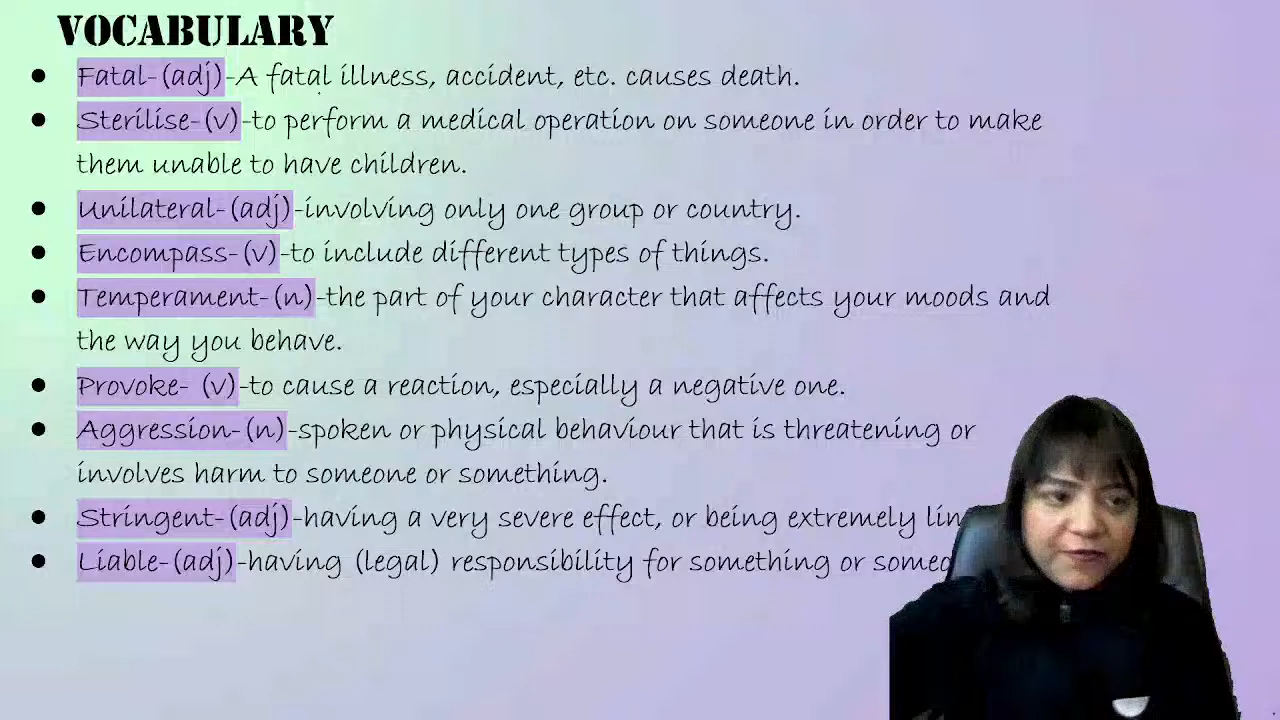 VOCABULARY
● Fatal-(adj)-A fatal illness, accident, etc. causes death.
● Sterilise-(v)-to perform a medical operation on someone in order to make
them unable to have children.
● Unilateral-(adj)-involving only one group or country.
● Encompass-(v)-to include different types of things.
● Temperament-(n)-the part of your character that affects your moods and
the way you behave.
● Provoke- (v)-to cause a reaction, especially a negative one.
● Aggression-(n)-spoken or physical behaviour that is threatening or
involves harm to someone or something.
● Stringent-(adj)-having a very severe effect, or being extremely
● Liable-(adj)-having (legal) responsibility for something or